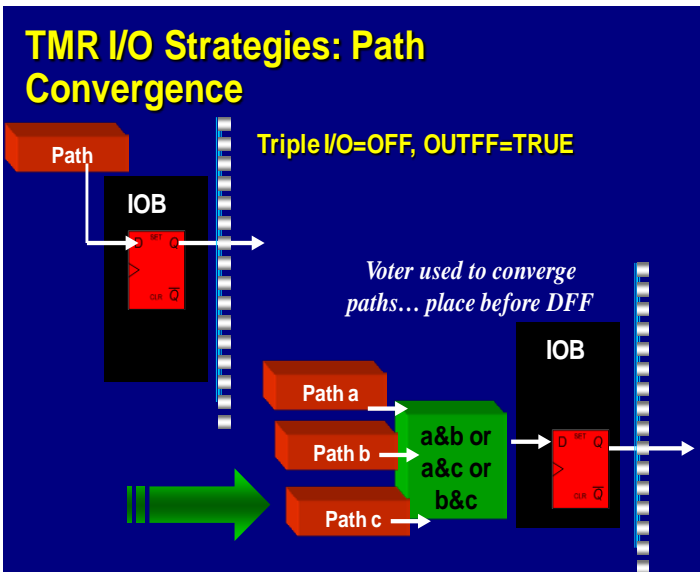 TMR I/O Strategies: Path
Convergence
Triple I/O=OFF, OUTFF=TRUE
Path
IOB
D SET Q
CLR Q̅
Voter used to converge
paths… place before DFF
IOB
Path a
Path b
Path c
a&b or
a&c or
b&c
D SET Q
CLR Q̅